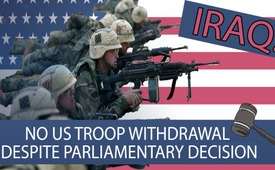 IRAQ
NO US TROOP WITHDRAWAL
DESPITE PARLIAMENTARY DECISION